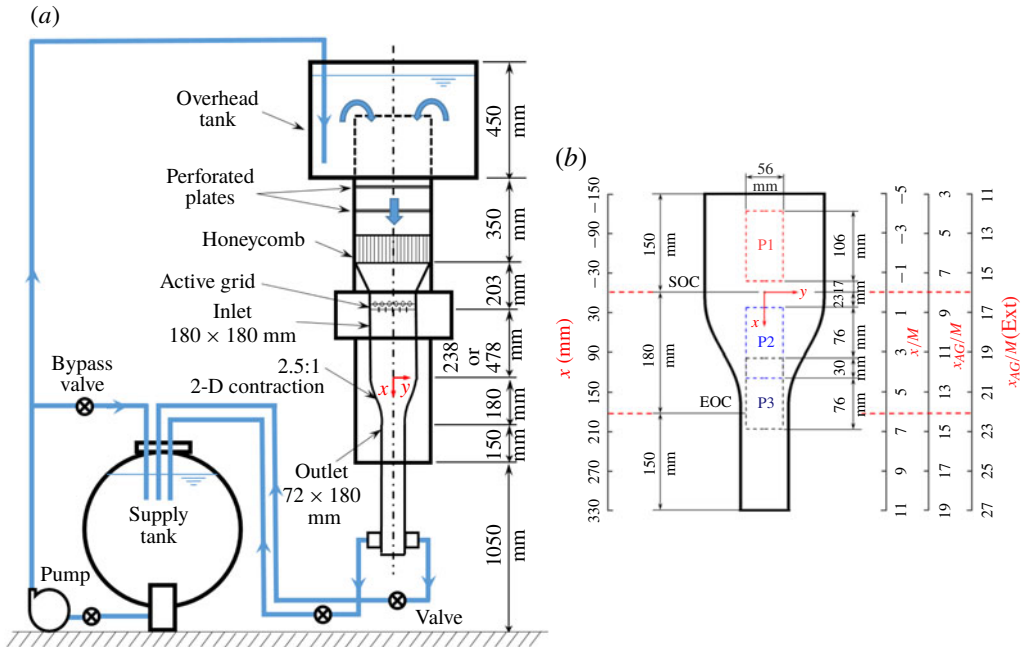 (a)
Overhead
tank
Perforated
plates
Honeycomb
Active grid
Inlet
180 × 180 mm
2.5:1
2-D contraction
Bypass
valve
Outlet
72 × 180
mm
Supply
tank
Pump
Valve
x
y
450
mm
350
mm
203
mm
238
or
478
mm
180
mm
150
mm
1050
mm
(b)
56
mm
x (mm)
−150
−90
−30
30
90
150
210
270
330
150
mm
180
mm
150
mm
SOC
EOC
P1
P2
P3
y
x
106
mm
17
mm
23
mm
76
mm
30
mm
76
mm
x/M
−5
−3
−1
1
3
5
7
9
11
x_AG/M
3
5
7
9
11
13
15
17
19
x_AG/M (Ext)
11
13
15
17
19
21
23
25
27